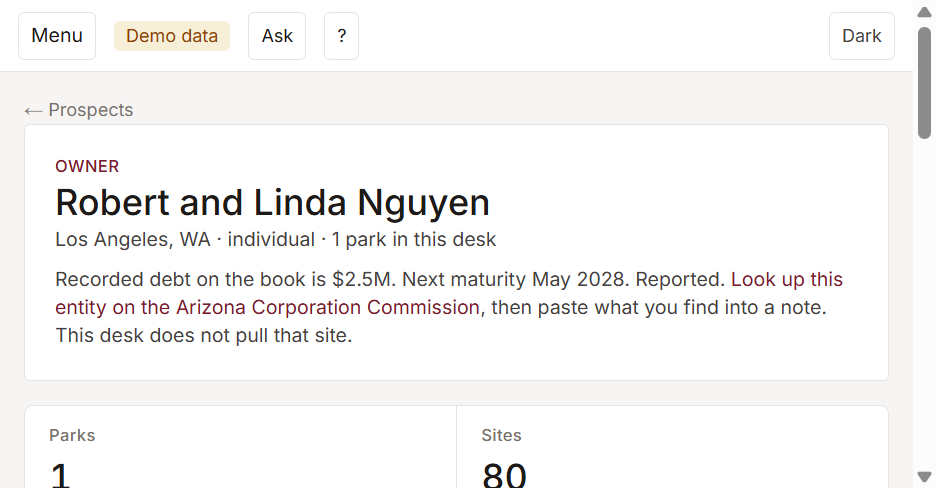 Menu
Demo data
Ask
?
Dark
← Prospects
OWNER
Robert and Linda Nguyen
Los Angeles, WA · individual · 1 park in this desk
Recorded debt on the book is $2.5M. Next maturity May 2028. Reported. Look up this
entity on the Arizona Corporation Commission, then paste what you find into a note.
This desk does not pull that site.
Parks
Sites
1
80